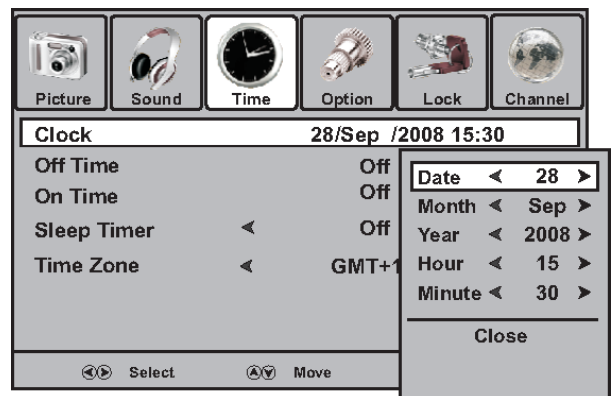 Picture Sound Time Option Lock Channel
Clock 28/Sep /2008 15:30
Off Time Off
On Time Off
Sleep Timer Off
Time Zone GMT+1
Date 28
Month Sep
Year 2008
Hour 15
Minute 30
Close
Select Move